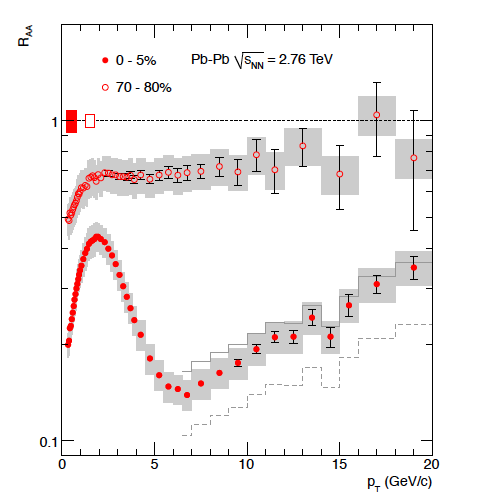 R_AA
0 - 5%
Pb-Pb √s_NN = 2.76 TeV
70 - 80%
1
0.1
0 5 10 15 20
p_T (GeV/c)